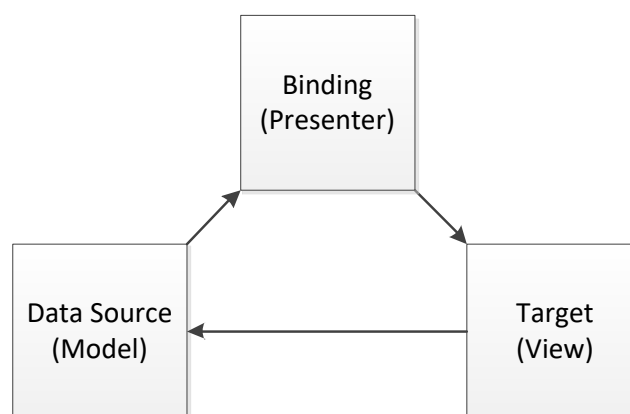 Binding
(Presenter)
Data Source
(Model)
Target
(View)